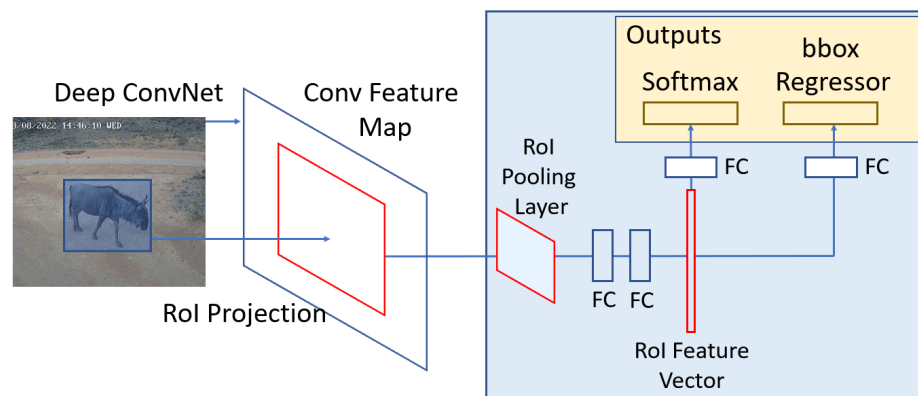 Deep ConvNet
3/08/2022 14:46:10 WED
RoI Projection
Conv Feature
Map
RoI
Pooling
Layer
FC
FC
RoI Feature
Vector
FC
FC
Outputs
Softmax
bbox
Regressor